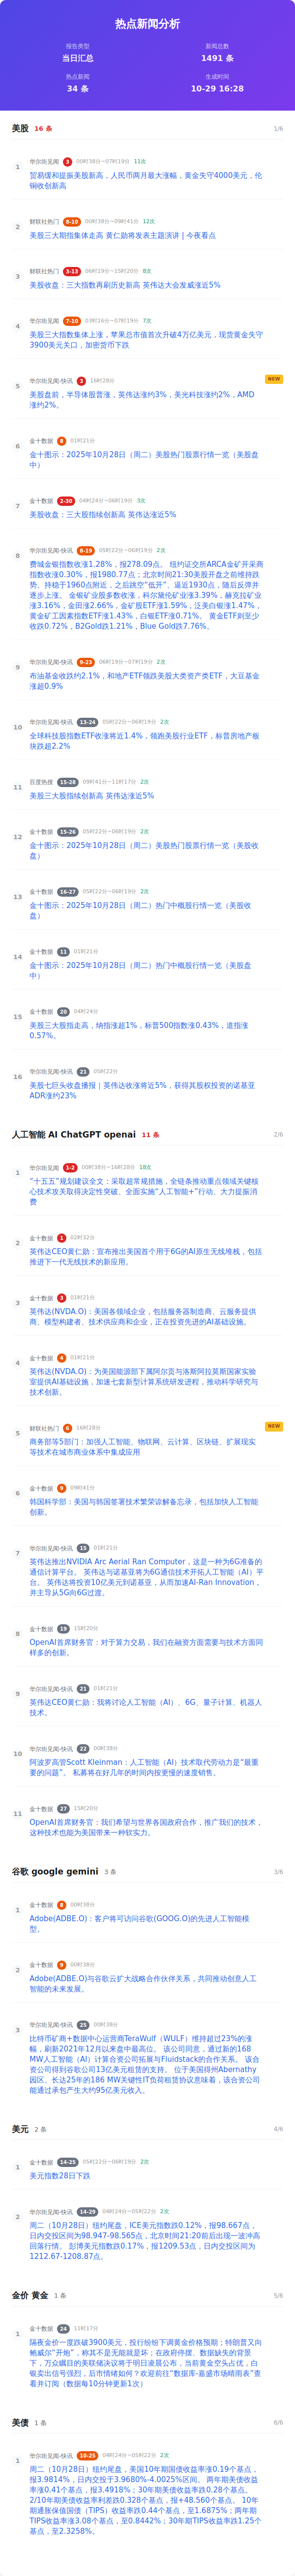 热点新闻分析
报告类型
当日汇总
新闻总数
1491 条
热点新闻
34 条
生成时间
10-29 16:28
美股 16 条 1/6
1 华尔街见闻 3 00时38分~07时19分 11次
贸易缓和提振美股新高，人民币两月最大涨幅，黄金失守4000美元，伦
铜收创新高
2 财联社热门 8-10 00时38分~09时41分 12次
美股三大期指集体走高 黄仁勋将发表主题演讲 | 今夜看点
3 财联社热门 3-13 06时19分~15时20分 8次
美股收盘：三大指数再刷历史新高 英伟达大会发威涨近5%
4 华尔街见闻 7-10 03时16分~07时19分 7次
美股三大指数集体上涨，苹果总市值首次升破4万亿美元，现货黄金失守
3900美元关口，加密货币下跌
5 华尔街见闻-快讯 3 16时28分 NEW
美股盘前，半导体股普涨，英伟达涨约3%，美光科技涨约2%，AMD
涨约2%。
6 金十数据 8 01时21分
金十图示：2025年10月28日（周二）美股热门股票行情一览（美股盘
中）
7 金十数据 2-30 04时24分~06时19分 3次
美股收盘：三大股指续创新高 英伟达涨近5%
8 华尔街见闻-快讯 8-19 05时22分~06时19分 2次
费城金银指数收涨1.28%，报278.09点。 纽约证交所ARCA金矿开采商
指数收涨0.30%，报1980.77点；北京时间21:30美股开盘之前维持跌
势、持稳于1960点附近，之后跳空“低开”、逼近1930点，随后反弹并
逐步上涨。 金银矿业股多数收涨，科尔黛伦矿业涨3.39%，赫克拉矿业
涨3.16%，金田涨2.66%，金矿股ETF涨1.59%，泛美白银涨1.47%，
黄金矿工因素指数ETF涨1.43%，白银ETF涨0.71%。 黄金ETF则至少
收跌0.72%，B2Gold跌1.21%，Blue Gold跌7.76%。
9 华尔街见闻-快讯 9-23 06时19分~07时19分 2次
布油基金收跌约2.1%，和地产ETF领跌美股大类资产类ETF，大豆基金
涨超0.9%
10 华尔街见闻-快讯 13-24 05时22分~06时19分 2次
全球科技股指数ETF收涨将近1.4%，领跑美股行业ETF，标普房地产板
块跌超2.2%
11 百度热搜 15-28 09时41分~11时17分 2次
美股三大股指续创新高 英伟达涨近5%
12 金十数据 15-26 05时22分~06时19分 2次
金十图示：2025年10月28日（周二）美股热门股票行情一览（美股收
盘）
13 金十数据 16-27 05时22分~06时19分 2次
金十图示：2025年10月28日（周二）热门中概股行情一览（美股收
盘）
14 金十数据 11 01时21分
金十图示：2025年10月28日（周二）热门中概股行情一览（美股盘
中）
15 金十数据 20 04时24分
美股三大股指走高，纳指涨超1%，标普500指数涨0.43%，道指涨
0.57%。
16 华尔街见闻-快讯 21 05时22分
美股七巨头收盘播报｜英伟达收涨将近5%，获得其股权投资的诺基亚
ADR涨约23%
人工智能 AI ChatGPT openai 11 条 2/6
1 华尔街见闻 1-2 00时38分~16时28分 18次
“十五五”规划建议全文：采取超常规措施，全链条推动重点领域关键核
心技术攻关取得决定性突破、全面实施“人工智能+”行动、大力提振消
费
2 金十数据 1 02时32分
英伟达CEO黄仁勋：宣布推出美国首个用于6G的AI原生无线堆栈，包括
推进下一代无线技术的新应用。
3 金十数据 3 01时21分
英伟达(NVDA.O)：美国各领域企业，包括服务器制造商、云服务提供
商、模型构建者、技术供应商和企业，正在投资先进的AI基础设施。
4 金十数据 4 01时21分
英伟达(NVDA.O)：为美国能源部下属阿尔贡与洛斯阿拉莫斯国家实验
室提供AI基础设施，加速七套新型计算系统研发进程，推动科学研究与
技术创新。
5 财联社热门 6 16时28分 NEW
商务部等5部门：加强人工智能、物联网、云计算、区块链、扩展现实
等技术在城市商业体系中集成应用
6 金十数据 9 09时41分
韩国科学部：美国与韩国签署技术繁荣谅解备忘录，包括加快人工智能
创新。
7 华尔街见闻-快讯 15 01时21分
英伟达推出NVIDIA Arc Aerial Ran Computer，这是一种为6G准备的
通信计算平台。 英伟达与诺基亚将为6G通信技术开拓人工智能（AI）平
台。 英伟达将投资10亿美元到诺基亚，从而加速AI-Ran Innovation，
并主导从5G向6G过渡。
8 金十数据 19 15时20分
OpenAI首席财务官：对于算力交易，我们在融资方面需要与技术方面同
样多的创新。
9 华尔街见闻-快讯 21 01时21分
英伟达CEO黄仁勋：我将讨论人工智能（AI）、6G、量子计算、机器人
技术。
10 华尔街见闻-快讯 22 00时38分
阿波罗高管Scott Kleinman：人工智能（AI）技术取代劳动力是“最重
要的问题”。 私募将在好几年的时间内按更慢的速度销售。
11 金十数据 27 15时20分
OpenAI首席财务官：我们希望与世界各国政府合作，推广我们的技术，
这种技术也能为美国带来一种软实力。
谷歌 google gemini 3 条 3/6
1 金十数据 8 00时38分
Adobe(ADBE.O)：客户将可访问谷歌(GOOG.O)的先进人工智能模
型。
2 金十数据 9 00时38分
Adobe(ADBE.O)与谷歌云扩大战略合作伙伴关系，共同推动创意人工
智能的未来发展。
3 华尔街见闻-快讯 25 00时38分
比特币矿商+数据中心运营商TeraWulf（WULF）维持超过23%的涨
幅，刷新2021年12月以来盘中最高位。 该公司同意，通过新的168
MW人工智能（AI）计算合资公司拓展与Fluidstack的合作关系。 该合
资公司得到谷歌公司13亿美元租赁的支持。 位于美国得州Abernathy
园区、长达25年的186 MW关键性IT负荷租赁协议意味着，该合资公司
能通过承包产生大约95亿美元收入。
美元 2 条 4/6
1 金十数据 14-25 05时22分~06时19分 2次
美元指数28日下跌
2 华尔街见闻-快讯 14-29 04时24分~05时22分 2次
周二（10月28日）纽约尾盘，ICE美元指数跌0.12%，报98.667点，
日内交投区间为98.947-98.565点，北京时间21:20前后出现一波冲高
回落行情。 彭博美元指数跌0.17%，报1209.53点，日内交投区间为
1212.67-1208.87点。
金价 黄金 1 条 5/6
1 金十数据 24 11时17分
隔夜金价一度跌破3900美元，投行纷纷下调黄金价格预期；特朗普又向
鲍威尔“开炮”，称其不是无能就是坏；在政府停摆、数据缺失的背景
下，万众瞩目的美联储决议将于明日凌晨公布，当前黄金空头占优，白
银卖出信号强烈，后市情绪如何？欢迎前往“数据库-嘉盛市场晴雨表”查
看并订阅（数据每10分钟更新1次）
美债 1 条 6/6
1 华尔街见闻-快讯 19-25 04时24分~05时22分 2次
周二（10月28日）纽约尾盘，美国10年期国债收益率涨0.19个基点，
报3.9814%，日内交投于3.9680%-4.0025%区间。 两年期美债收益
率涨0.41个基点，报3.4918%；30年期美债收益率跌0.28个基点。
2/10年期美债收益率利差跌0.328个基点，报+48.560个基点。 10年
期通胀保值国债（TIPS）收益率跌0.44个基点，至1.6875%；两年期
TIPS收益率涨3.08个基点，至0.8442%；30年期TIPS收益率跌1.25个
基点，至2.3258%。